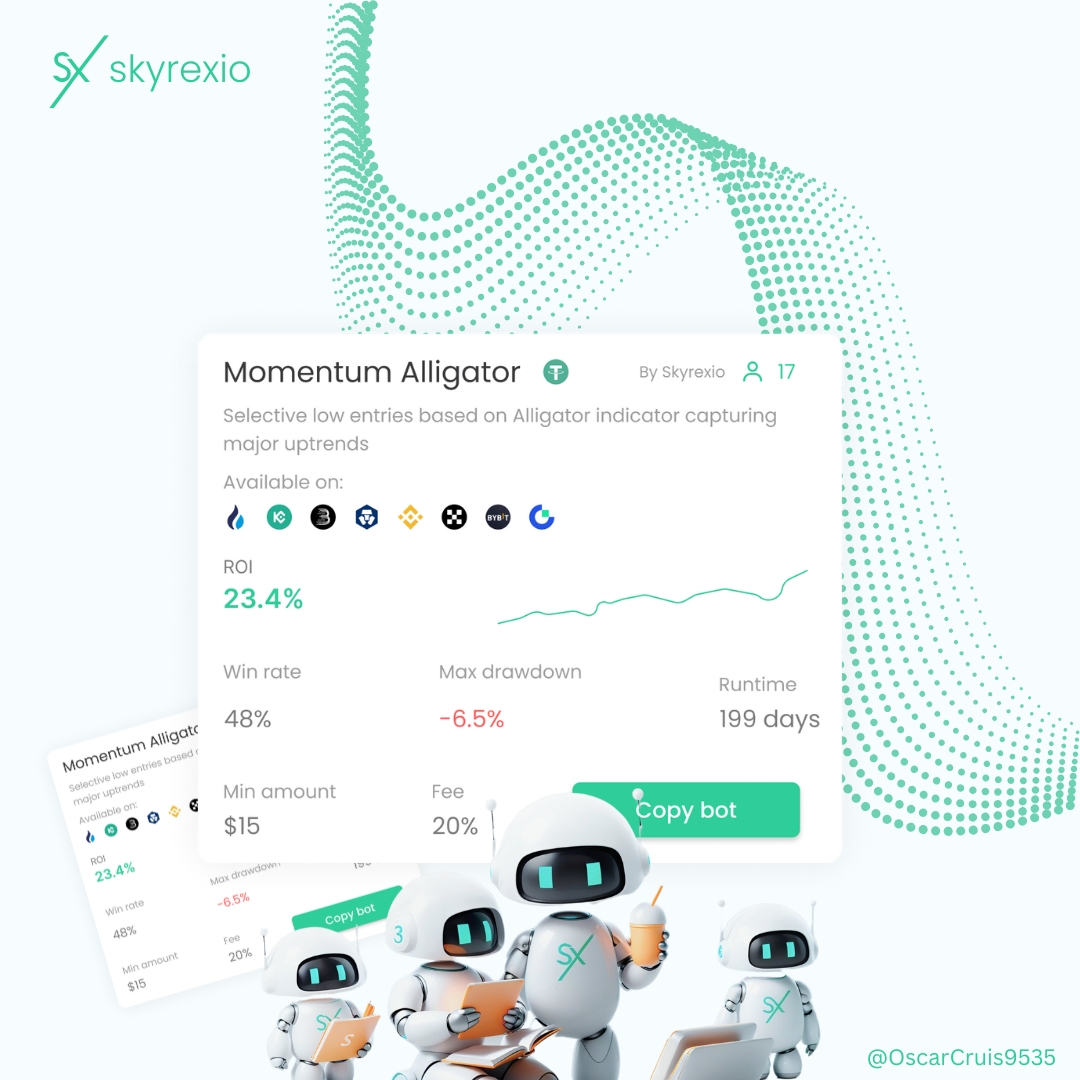 SX skyrexio
Momentum Alligator
By Skyrexio
17
Selective low entries based on Alligator indicator capturing
major uptrends
Available on:
BYBIT
ROI
23.4%
Win rate
Max drawdown
Runtime
48%
-6.5%
199 days
Min amount
Fee
Copy bot
$15
20%
Momentum Alligato
Selective low entries based
major uptrends
Available on:
ROI
23.4%
Max drawdown
199
Win rate
-6.5%
48%
Copy bot
Fee
Min amount
20%
$15
3
SX
SX
S
SX
@OscarCruis9535